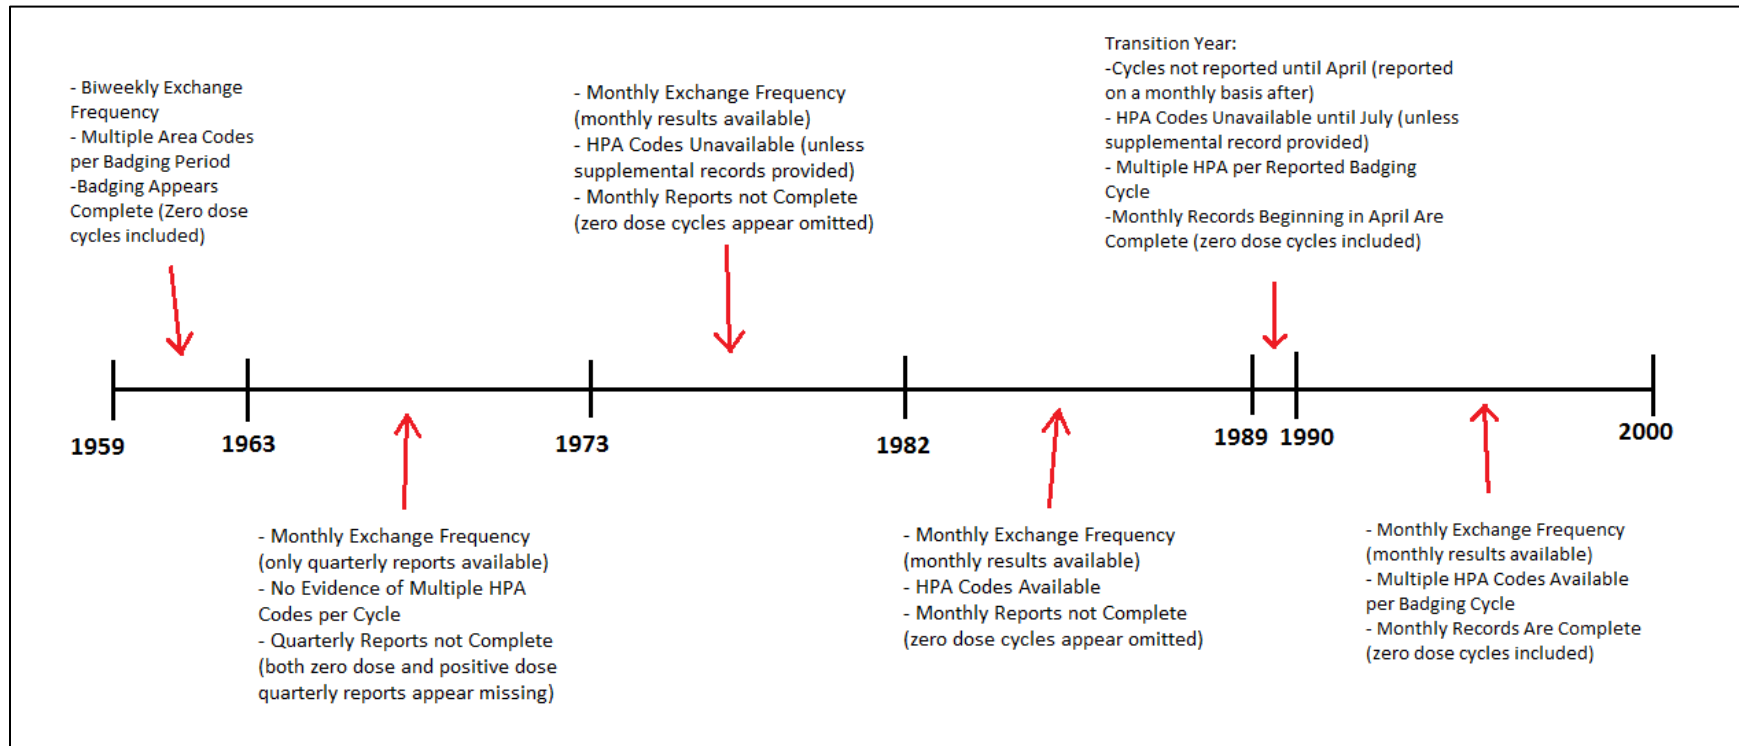 - Biweekly Exchange
Frequency
- Multiple Area Codes
per Badging Period
-Badging Appears
Complete (Zero dose
cycles included)
- Monthly Exchange Frequency
(monthly results available)
- HPA Codes Unavailable (unless
supplemental records provided)
- Monthly Reports not Complete
(zero dose cycles appear omitted)
Transition Year:
-Cycles not reported until April (reported
on a monthly basis after)
- HPA Codes Unavailable until July (unless
supplemental record provided)
- Multiple HPA per Reported Badging
Cycle
-Monthly Records Beginning in April Are
Complete (zero dose cycles included)
1959
1963
1973
1982
1989
1990
2000
- Monthly Exchange Frequency
(only quarterly reports available)
- No Evidence of Multiple HPA
Codes per Cycle
- Quarterly Reports not Complete
(both zero dose and positive dose
quarterly reports appear missing)
- Monthly Exchange Frequency
(monthly results available)
- HPA Codes Available
- Monthly Reports not Complete
(zero dose cycles appear omitted)
- Monthly Exchange Frequency
(monthly results available)
- Multiple HPA Codes Available
per Badging Cycle
- Monthly Records Are Complete
(zero dose cycles included)